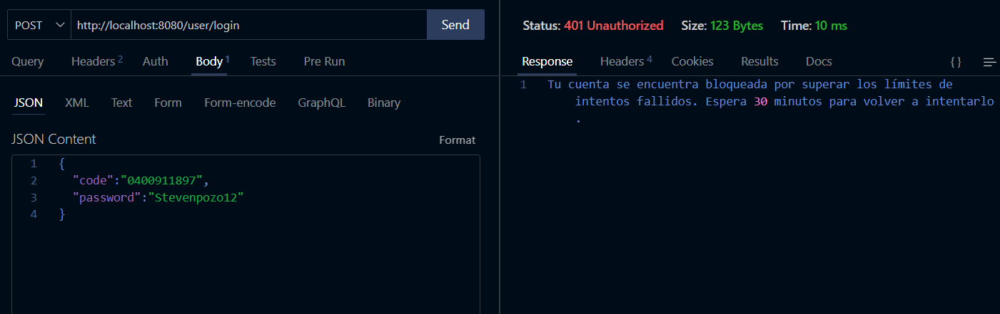 POST http://localhost:8080/user/login Send
Query Headers 2 Auth Body 1 Tests Pre Run
JSON XML Text Form Form-encode GraphQL Binary
JSON Content Format
1 {
2 "code":"0400911897",
3 "password":"Stevenpozo12"
4 }
Status: 401 Unauthorized Size: 123 Bytes Time: 10 ms
Response Headers 4 Cookies Results Docs { }
1 Tu cuenta se encuentra bloqueada por superar los límites de
intentos fallidos. Espera 30 minutos para volver a intentarlo
.